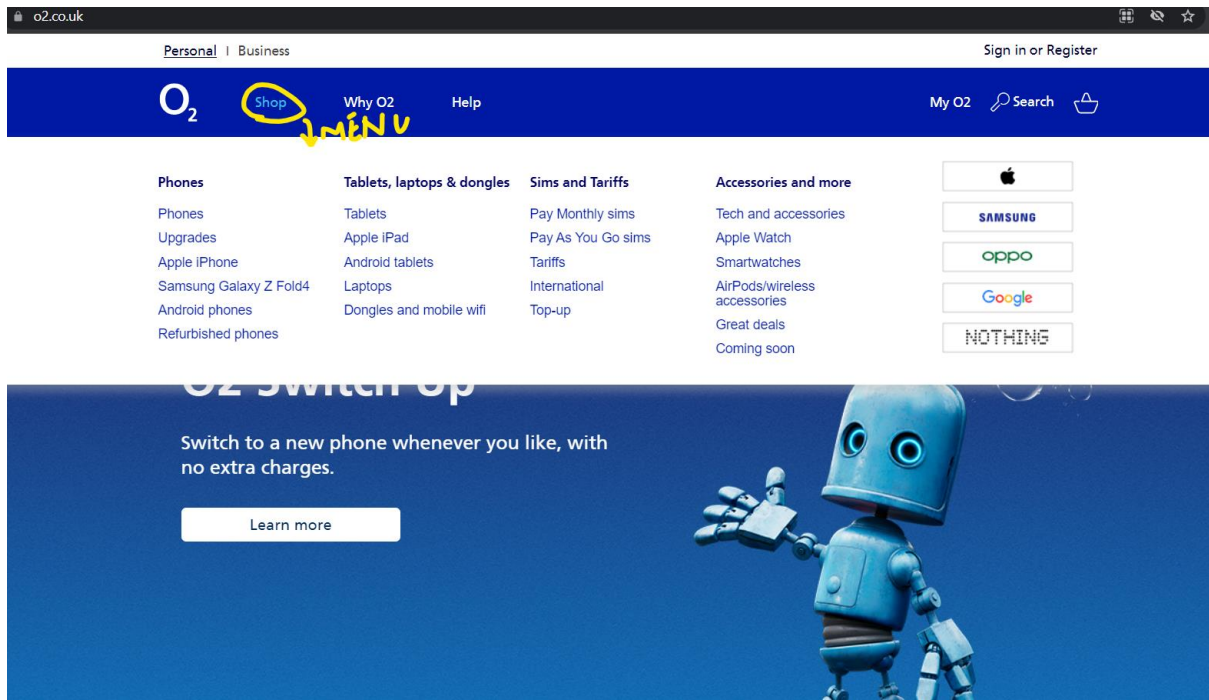 o2.co.uk
Personal | Business
Sign in or Register
O2
Shop
Why O2
Help
My O2
Search
MENU
Phones
Phones
Upgrades
Apple iPhone
Samsung Galaxy Z Fold4
Android phones
Refurbished phones
Tablets, laptops & dongles
Tablets
Apple iPad
Android tablets
Laptops
Dongles and mobile wifi
Sims and Tariffs
Pay Monthly sims
Pay As You Go sims
Tariffs
International
Top-up
Accessories and more
Tech and accessories
Apple Watch
Smartwatches
AirPods/wireless
accessories
Great deals
Coming soon
SAMSUNG
oppo
Google
NOTHING
O2 Switch Up
Switch to a new phone whenever you like, with
no extra charges.
Learn more